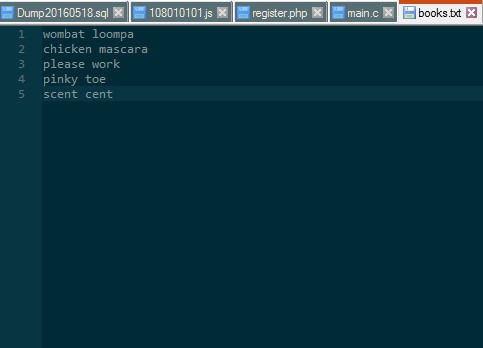 Dump20160518.sql 108010101.js register.php main.c books.txt
1 wombat loompa
2 chicken mascara
3 please work
4 pinky toe
5 scent cent